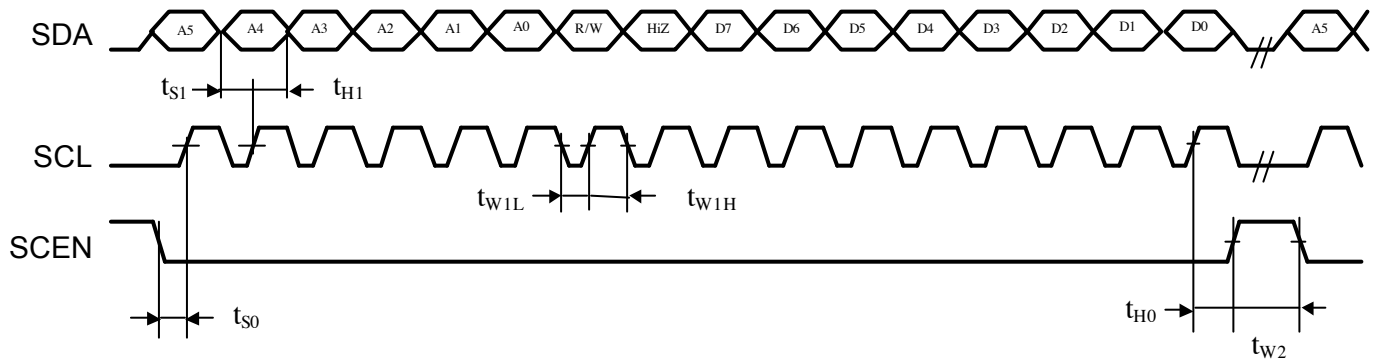 SDA A5 A4 A3 A2 A1 A0 R/W HiZ D7 D6 D5 D4 D3 D2 D1 D0 A5
tS1 tH1
SCL
tW1L tW1H
SCEN
tS0 tH0
tW2